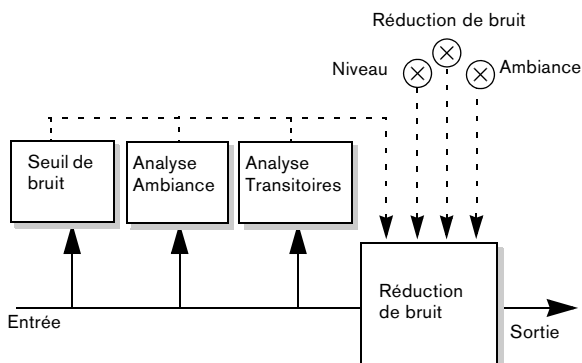 Réduction de bruit
Niveau
Ambiance
Seuil de
bruit
Analyse
Ambiance
Analyse
Transitoires
Réduction
de bruit
Entrée
Sortie